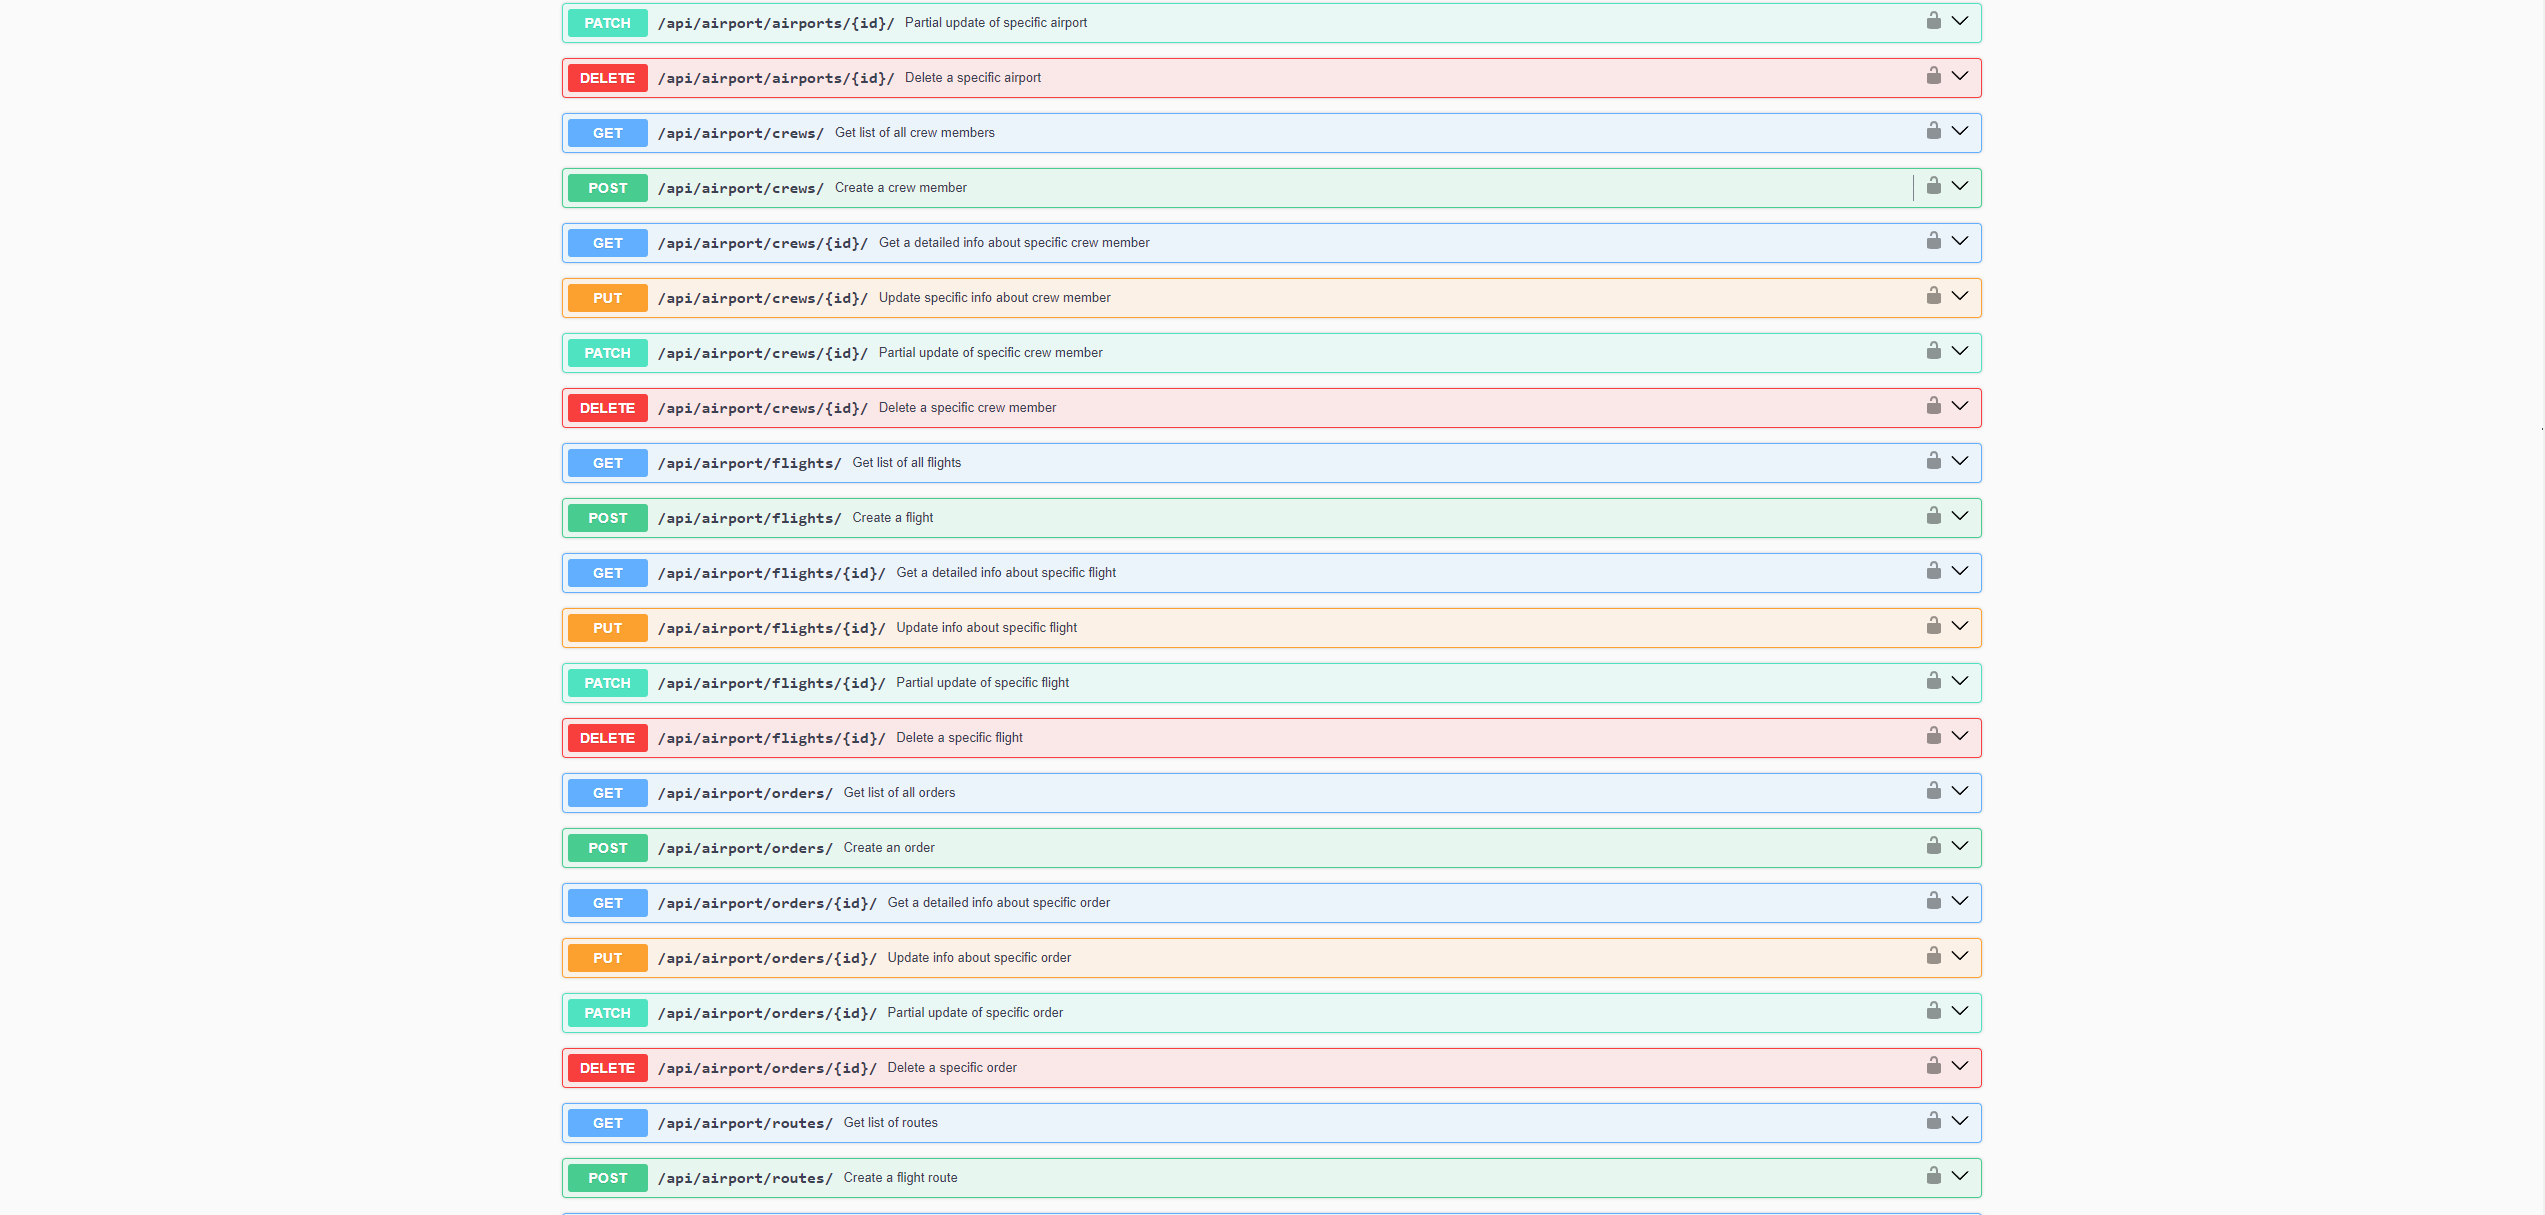 PATCH /api/airport/airports/{id}/ Partial update of specific airport
DELETE /api/airport/airports/{id}/ Delete a specific airport
GET /api/airport/crews/ Get list of all crew members
POST /api/airport/crews/ Create a crew member
GET /api/airport/crews/{id}/ Get a detailed info about specific crew member
PUT /api/airport/crews/{id}/ Update specific info about crew member
PATCH /api/airport/crews/{id}/ Partial update of specific crew member
DELETE /api/airport/crews/{id}/ Delete a specific crew member
GET /api/airport/flights/ Get list of all flights
POST /api/airport/flights/ Create a flight
GET /api/airport/flights/{id}/ Get a detailed info about specific flight
PUT /api/airport/flights/{id}/ Update info about specific flight
PATCH /api/airport/flights/{id}/ Partial update of specific flight
DELETE /api/airport/flights/{id}/ Delete a specific flight
GET /api/airport/orders/ Get list of all orders
POST /api/airport/orders/ Create an order
GET /api/airport/orders/{id}/ Get a detailed info about specific order
PUT /api/airport/orders/{id}/ Update info about specific order
PATCH /api/airport/orders/{id}/ Partial update of specific order
DELETE /api/airport/orders/{id}/ Delete a specific order
GET /api/airport/routes/ Get list of routes
POST /api/airport/routes/ Create a flight route